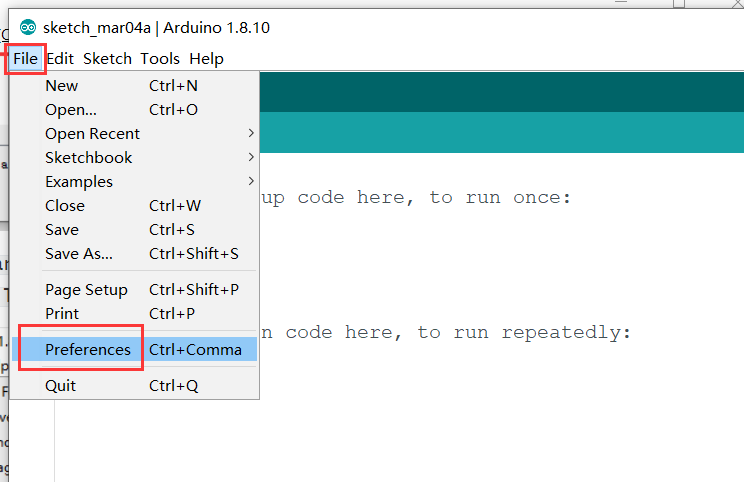 sketch_mar04a | Arduino 1.8.10
File Edit Sketch Tools Help
New Ctrl+N
Open... Ctrl+O
Open Recent
Sketchbook
Examples
Close Ctrl+W
Save Ctrl+S
Save As... Ctrl+Shift+S
Page Setup Ctrl+Shift+P
Print Ctrl+P
Preferences Ctrl+Comma
Quit Ctrl+Q
up code here, to run once:
n code here, to run repeatedly: